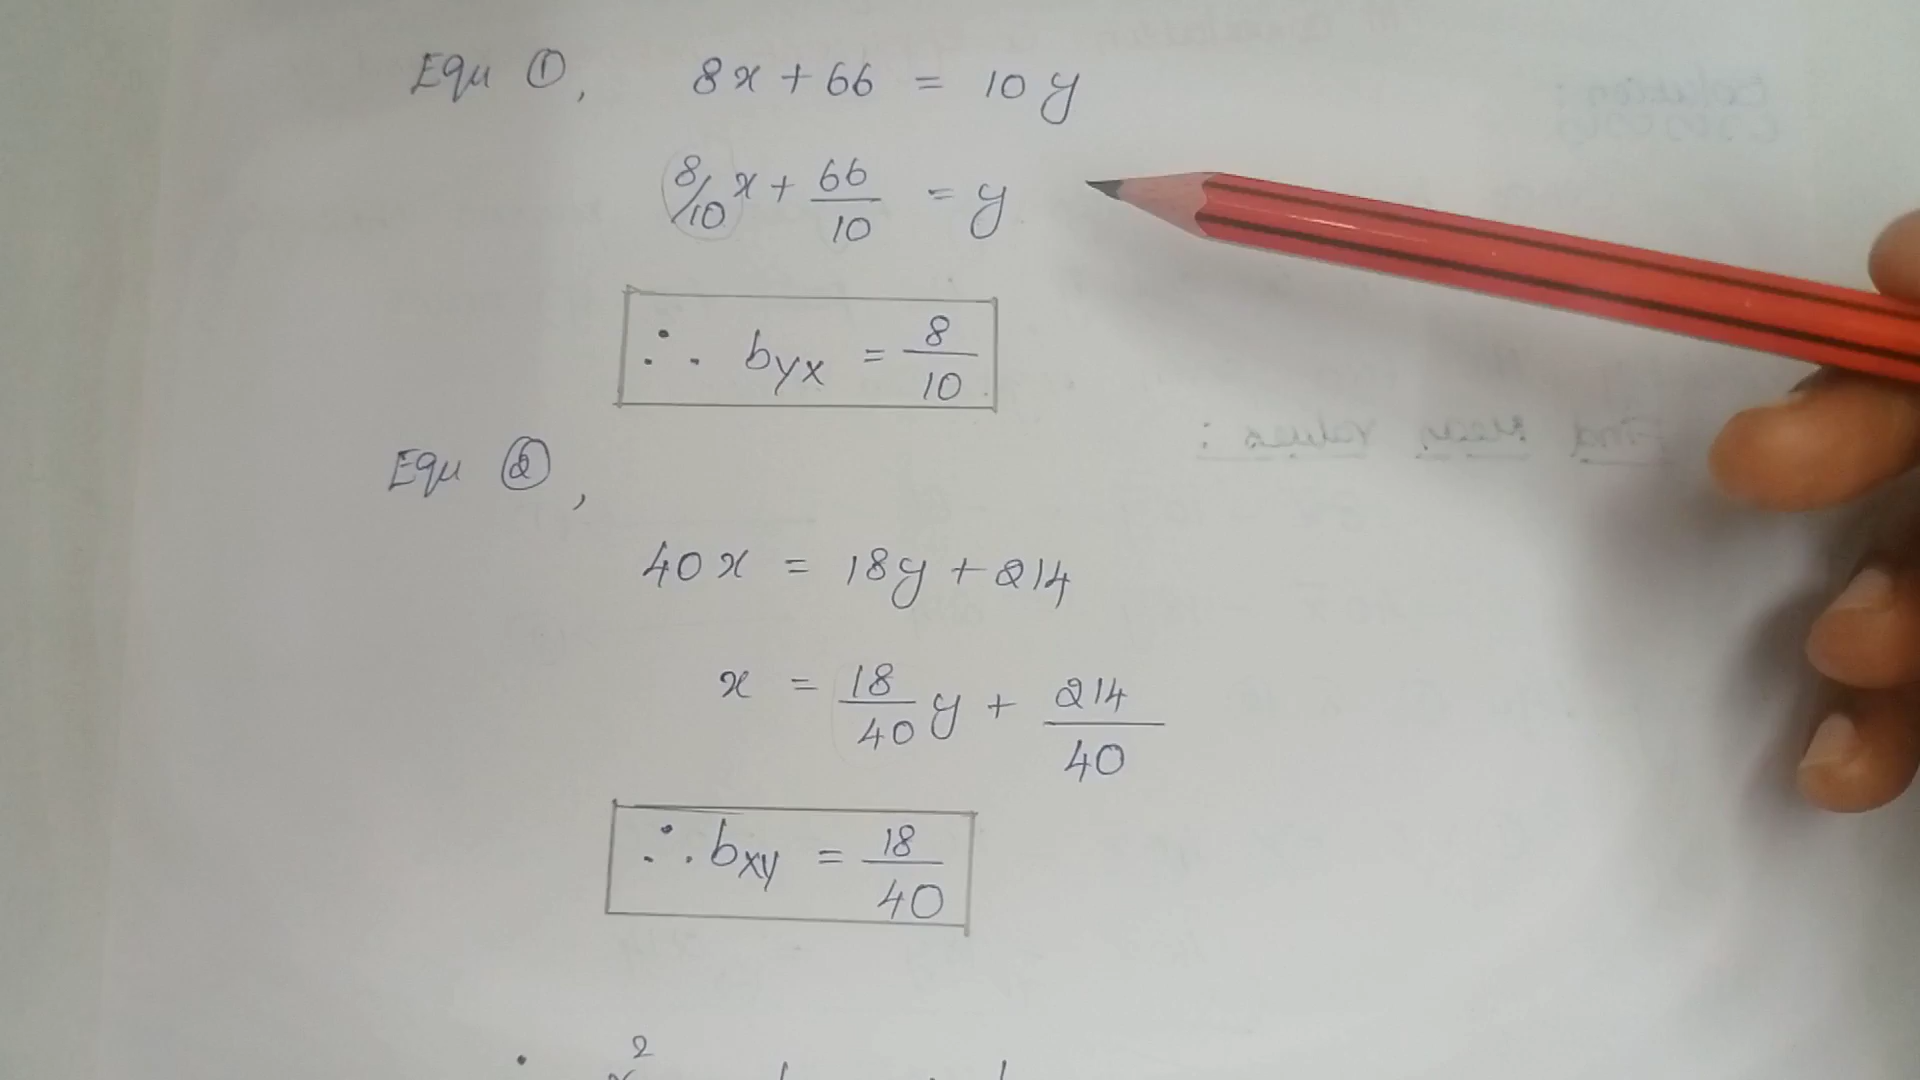 Equ ①, 8x + 66 = 10y
8/10 x + 66/10 = y
∴ byx = 8/10
Equ ②,
40x = 18y + 214
x = 18/40 y + 214/40
∴ bxy = 18/40